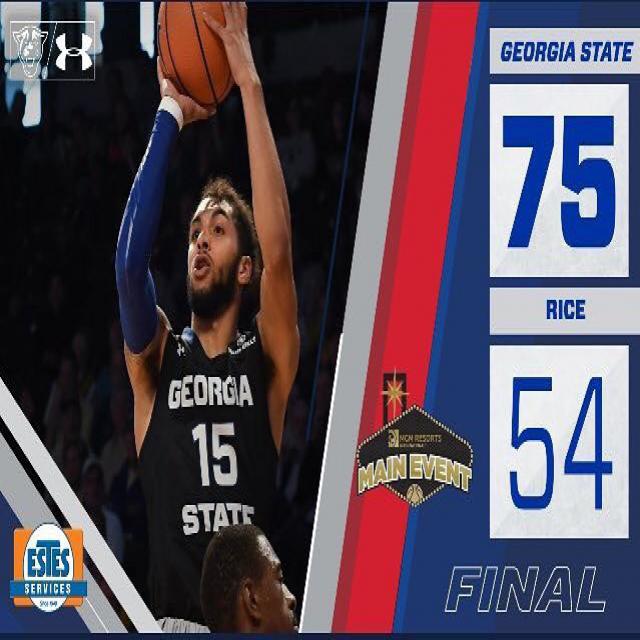 GEORGIA STATE
75
RICE
54
FINAL
MGM RESORTS
MAIN EVENT
GEORGIA
15
STATE
ESTES
SERVICES